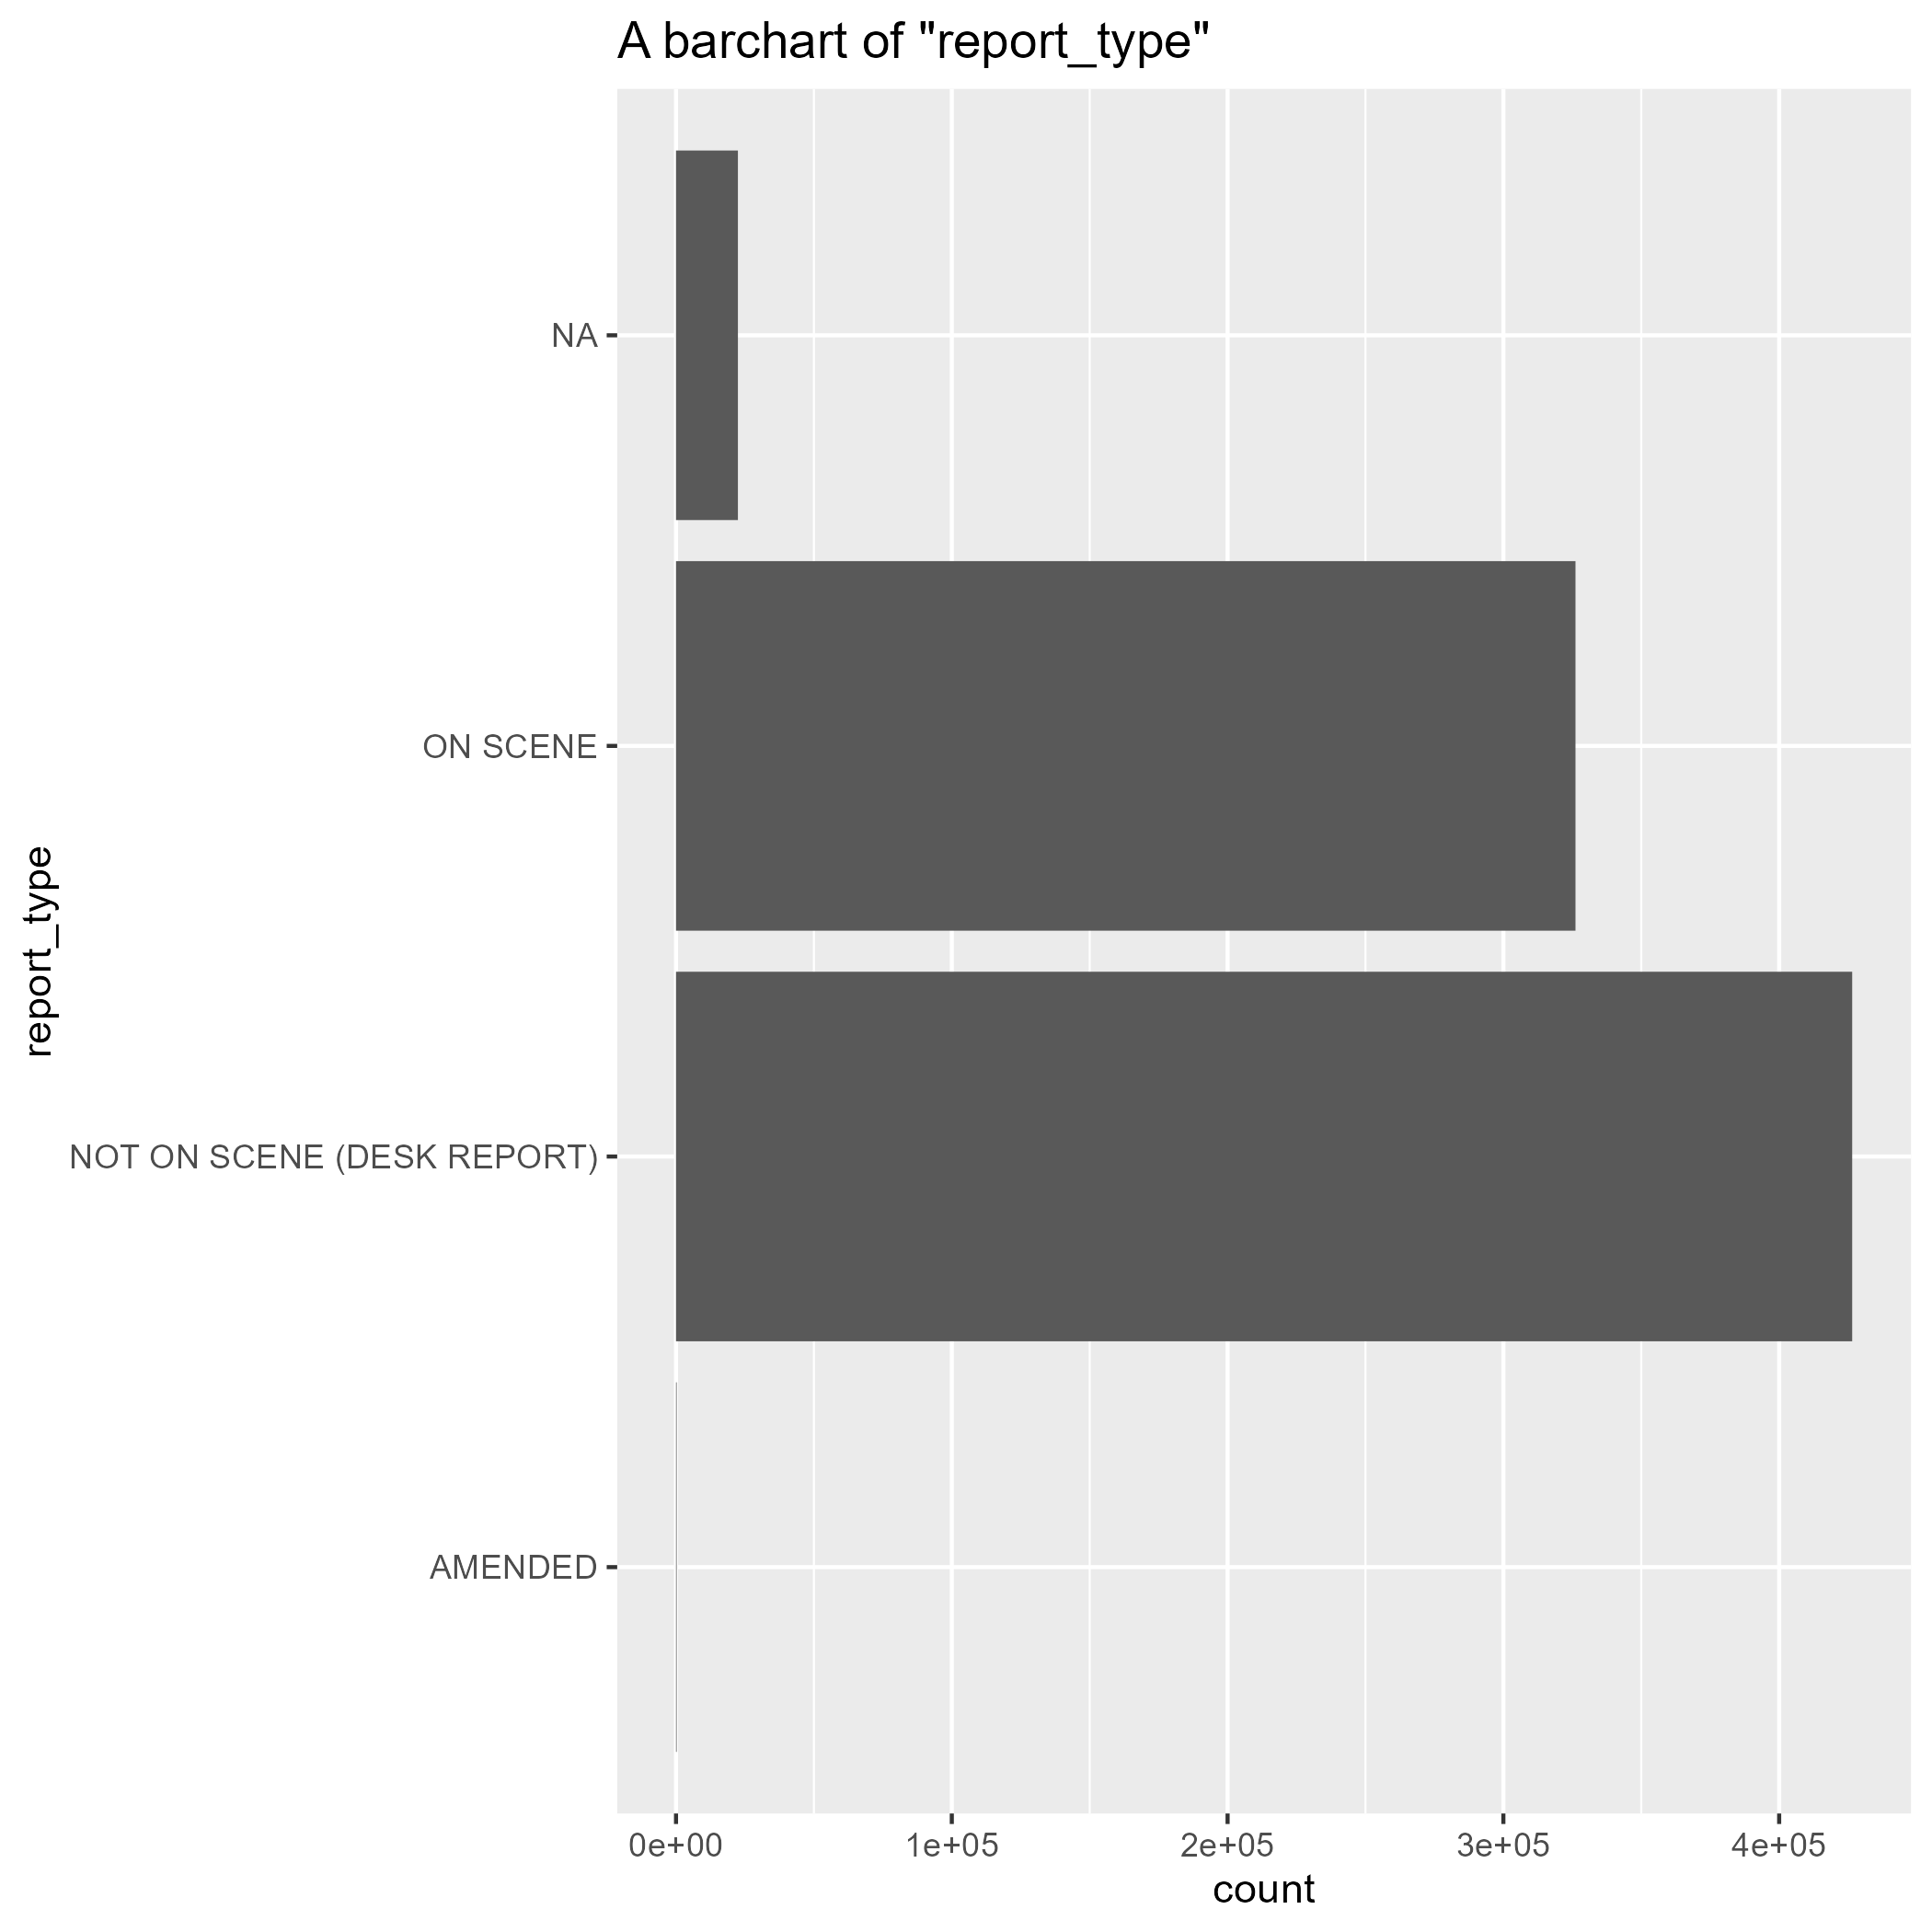 A barchart of "report_type"
NA
ON SCENE
NOT ON SCENE (DESK REPORT)
AMENDED
report_type
0e+00 1e+05 2e+05 3e+05 4e+05
count